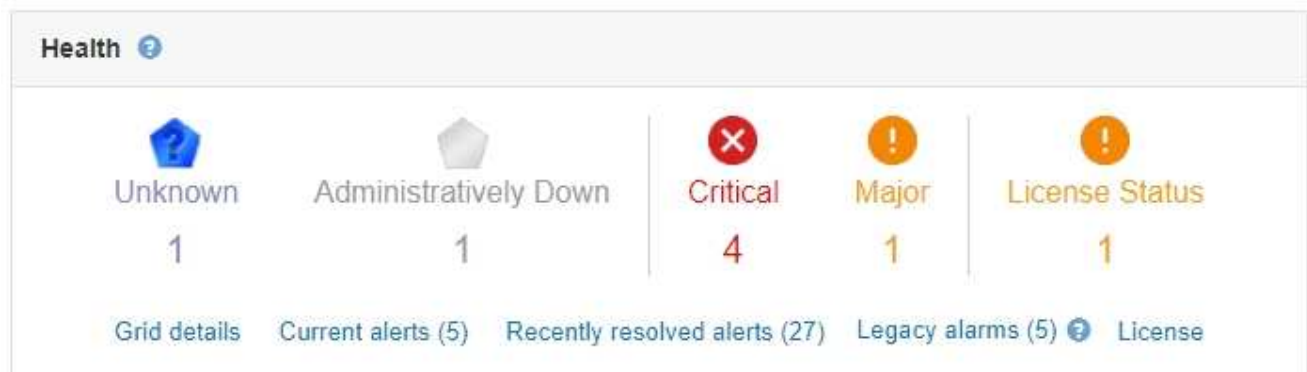 Health ?
?
Unknown Administratively Down Critical Major License Status
1 1 4 1 1
Grid details Current alerts (5) Recently resolved alerts (27) Legacy alarms (5) ? License